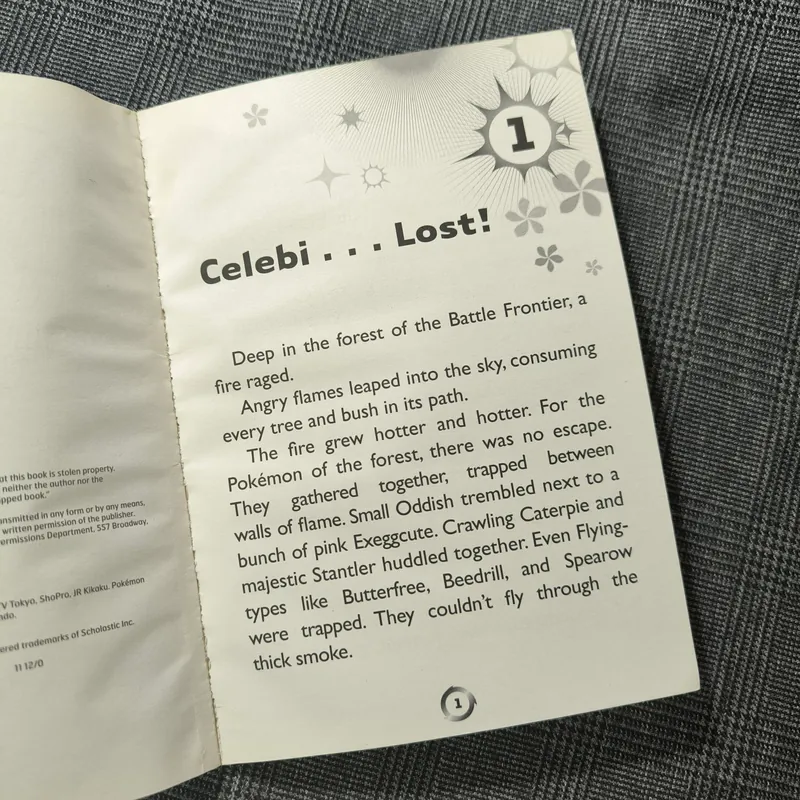 at this book is stolen property.
neither the author nor the
pped book."
ansmitted in any form or by any means,
written permission of the publisher.
ermissions Department, 557 Broadway,
V Tokyo, ShoPro, JR Kikaku. Pokémon
ndo.
ered trademarks of Scholastic Inc.
11 12/0
1
Celebi . . . Lost!
Deep in the forest of the Battle Frontier, a
fire raged.
Angry flames leaped into the sky, consuming
every tree and bush in its path.
The fire grew hotter and hotter. For the
Pokémon of the forest, there was no escape.
They gathered together, trapped between
walls of flame. Small Oddish trembled next to a
bunch of pink Exeggcute. Crawling Caterpie and
majestic Stantler huddled together. Even Flying-
types like Butterfree, Beedrill, and Spearow
were trapped. They couldn't fly through the
thick smoke.
1